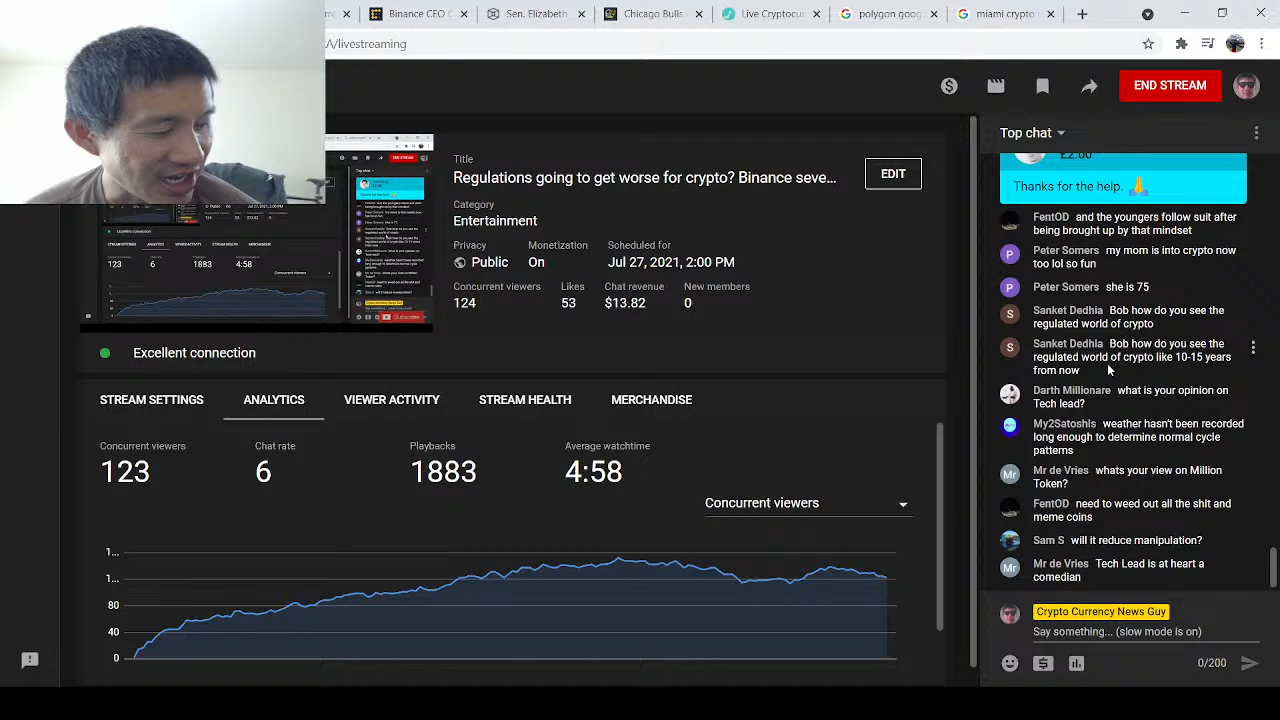 Binance CEO C
Sen. Elizabeth
Chicago Bulls
Live Cryptocu
polygon goog
miami crypto
A/livestreaming
END STREAM
Title
Regulations going to get worse for crypto? Binance seve...
EDIT
Category
Entertainment
Privacy
Public
Monetization
On
Scheduled for
Jul 27, 2021, 2:00 PM
Concurrent viewers
124
Likes
53
Chat revenue
$13.82
New members
0
Excellent connection
STREAM SETTINGS
ANALYTICS
VIEWER ACTIVITY
STREAM HEALTH
MERCHANDISE
Concurrent viewers
123
Chat rate
6
Playbacks
1883
Average watchtime
4:58
Concurrent viewers
1...
1...
80
40
0
Top chat
£2.00
Thanks for the help. 🙏
FentOD and the youngers follow suit after
being brought up by that mindset
Peter Somers my mom is into crypto now
too lol so fun
Peter Somers she is 75
Sanket Dedhia Bob how do you see the
regulated world of crypto
Sanket Dedhia Bob how do you see the
regulated world of crypto like 10-15 years
from now
Darth Millionare what is your opinion on
Tech lead?
My2Satoshis weather hasn't been recorded
long enough to determine normal cycle
patterns
Mr de Vries whats your view on Million
Token?
FentOD need to weed out all the shit and
meme coins
Sam S will it reduce manipulation?
Mr de Vries Tech Lead is at heart a
comedian
Crypto Currency News Guy
Say something... (slow mode is on)
0/200